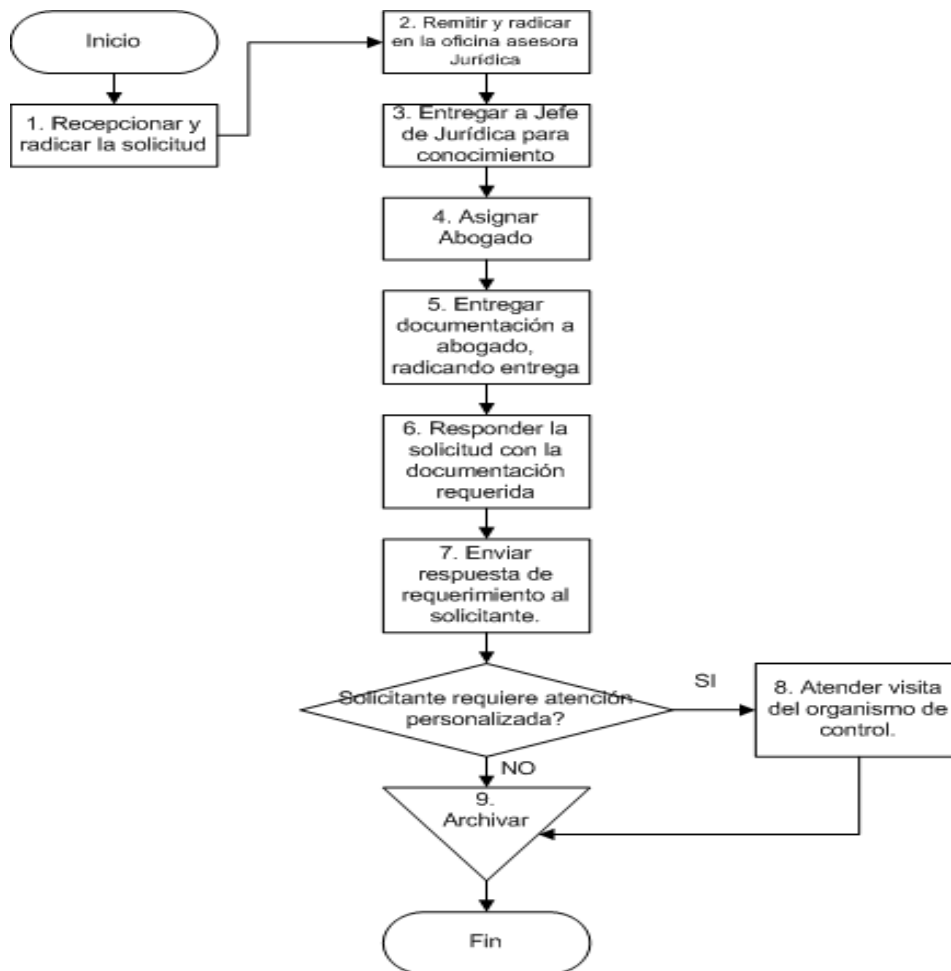 Inicio
1. Recepcionar y
radicar la solicitud
2. Remitir y radicar
en la oficina asesora
Jurídica
3. Entregar a Jefe
de Jurídica para
conocimiento
4. Asignar
Abogado
5. Entregar
documentación a
abogado,
radicando entrega
6. Responder la
solicitud con la
documentación
requerida
7. Enviar
respuesta de
requerimiento al
solicitante.
Solicitante requiere atención
personalizada?
SI
8. Atender visita
del organismo de
control.
NO
9.
Archivar
Fin